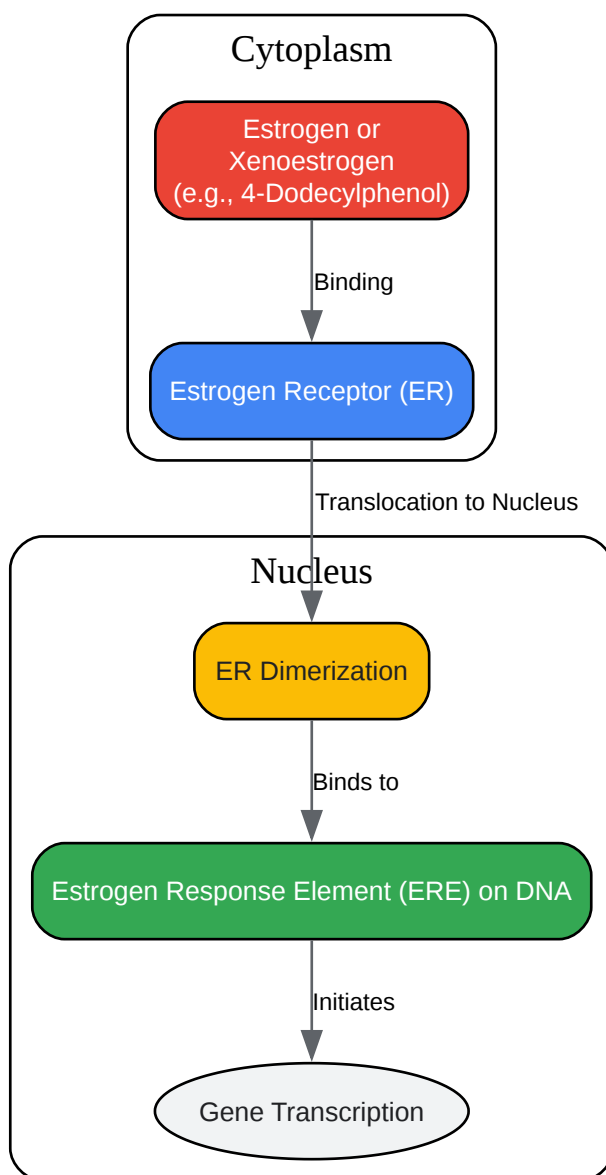 Cytoplasm
Estrogen or
Xenoestrogen
(e.g., 4-Dodecylphenol)
Binding
Estrogen Receptor (ER)
Translocation to Nucleus
Nucleus
ER Dimerization
Binds to
Estrogen Response Element (ERE) on DNA
Initiates
Gene Transcription